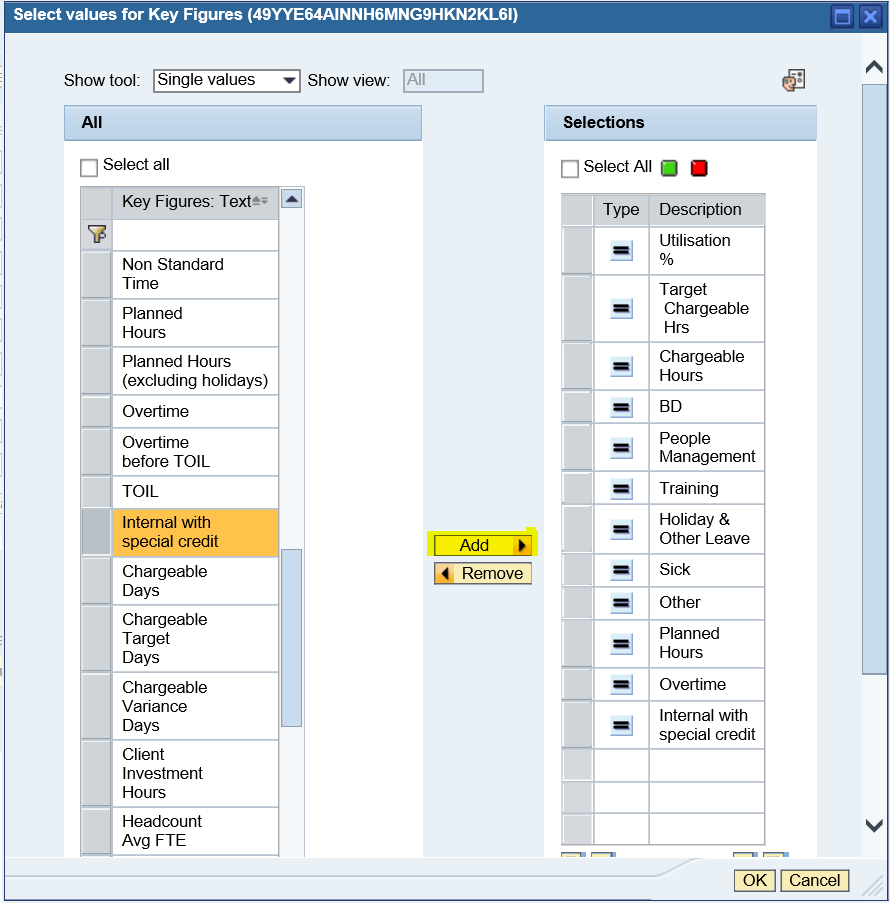 Select values for Key Figures (49YYE64AINNH6MNG9HKN2KL6I)
Show tool: Single values Show view: All
All
Select all
Key Figures: Text
Non Standard
Time
Planned
Hours
Planned Hours
(excluding holidays)
Overtime
Overtime
before TOIL
TOIL
Internal with
special credit
Chargeable
Days
Chargeable
Target
Days
Chargeable
Variance
Days
Client
Investment
Hours
Headcount
Avg FTE
Add
Remove
Selections
Select All
Type Description
Utilisation
%
Target
Chargeable
Hrs
Chargeable
Hours
BD
People
Management
Training
Holiday &
Other Leave
Sick
Other
Planned
Hours
Overtime
Internal with
special credit
OK Cancel